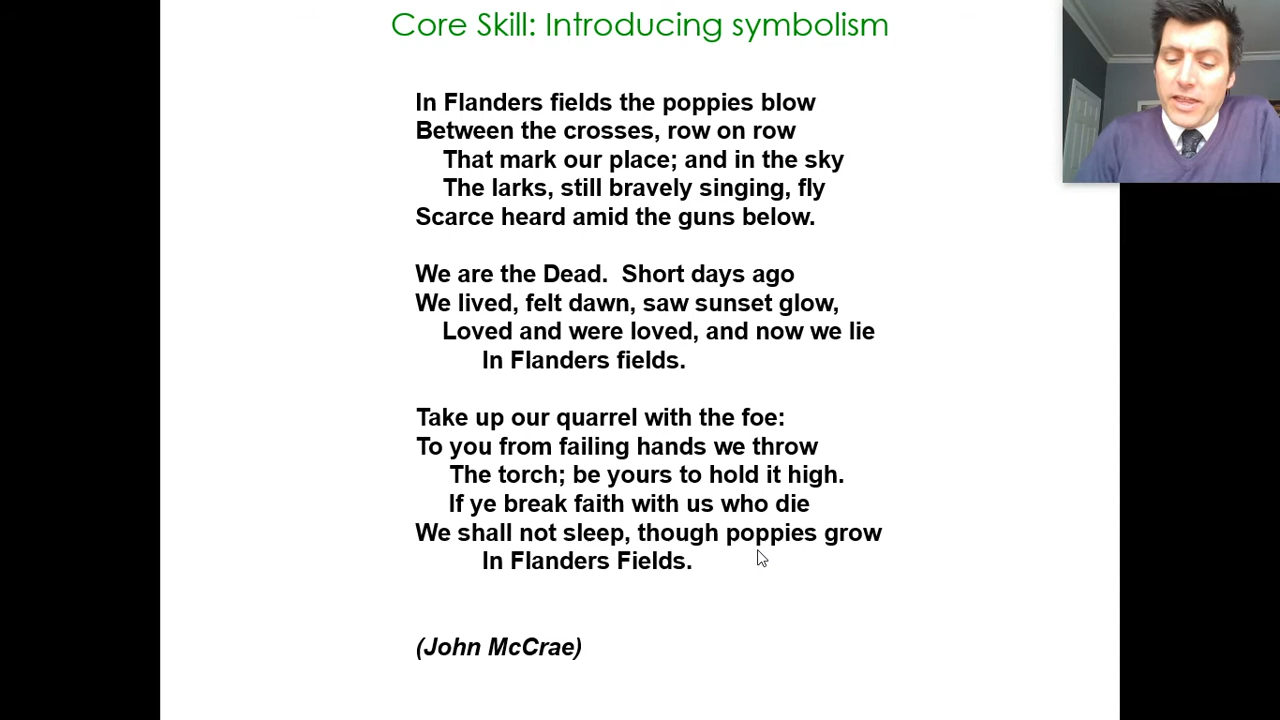 Core Skill: Introducing symbolism
In Flanders fields the poppies blow
Between the crosses, row on row
That mark our place; and in the sky
The larks, still bravely singing, fly
Scarce heard amid the guns below.
We are the Dead.  Short days ago
We lived, felt dawn, saw sunset glow,
Loved and were loved, and now we lie
In Flanders fields.
Take up our quarrel with the foe:
To you from failing hands we throw
The torch; be yours to hold it high.
If ye break faith with us who die
We shall not sleep, though poppies grow
In Flanders Fields.
(John McCrae)